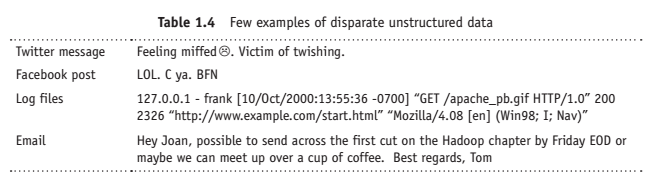 Table 1.4 Few examples of disparate unstructured data
Twitter message Feeling miffed☹. Victim of twishing.
Facebook post LOL. C ya. BFN
Log files 127.0.0.1 - frank [10/Oct/2000:13:55:36 -0700] “GET /apache_pb.gif HTTP/1.0” 200
2326 “http://www.example.com/start.html” “Mozilla/4.08 [en] (Win98; I; Nav)”
Email Hey Joan, possible to send across the first cut on the Hadoop chapter by Friday EOD or
maybe we can meet up over a cup of coffee. Best regards, Tom